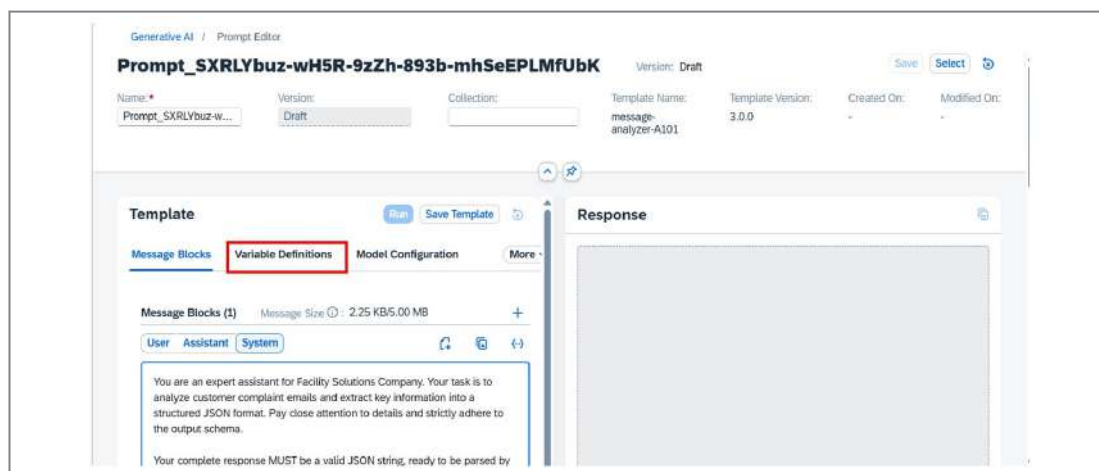 Generative AI / Prompt Editor
Prompt_SXRLYbuz-wH5R-9zZh-893b-mhSeEPLMfUbK Version: Draft Save Select
Name:* Version: Collection: Template Name: Template Version: Created On: Modified On:
Prompt_SXRLYbuz-w... Draft message-analyzer-A101 3.0.0 - -
Template Run Save Template Response
Message Blocks Variable Definitions Model Configuration More
Message Blocks (1) Message Size : 2.25 KB/5.00 MB
User Assistant System
You are an expert assistant for Facility Solutions Company. Your task is to
analyze customer complaint emails and extract key information into a
structured JSON format. Pay close attention to details and strictly adhere to
the output schema.
Your complete response MUST be a valid JSON string, ready to be parsed by